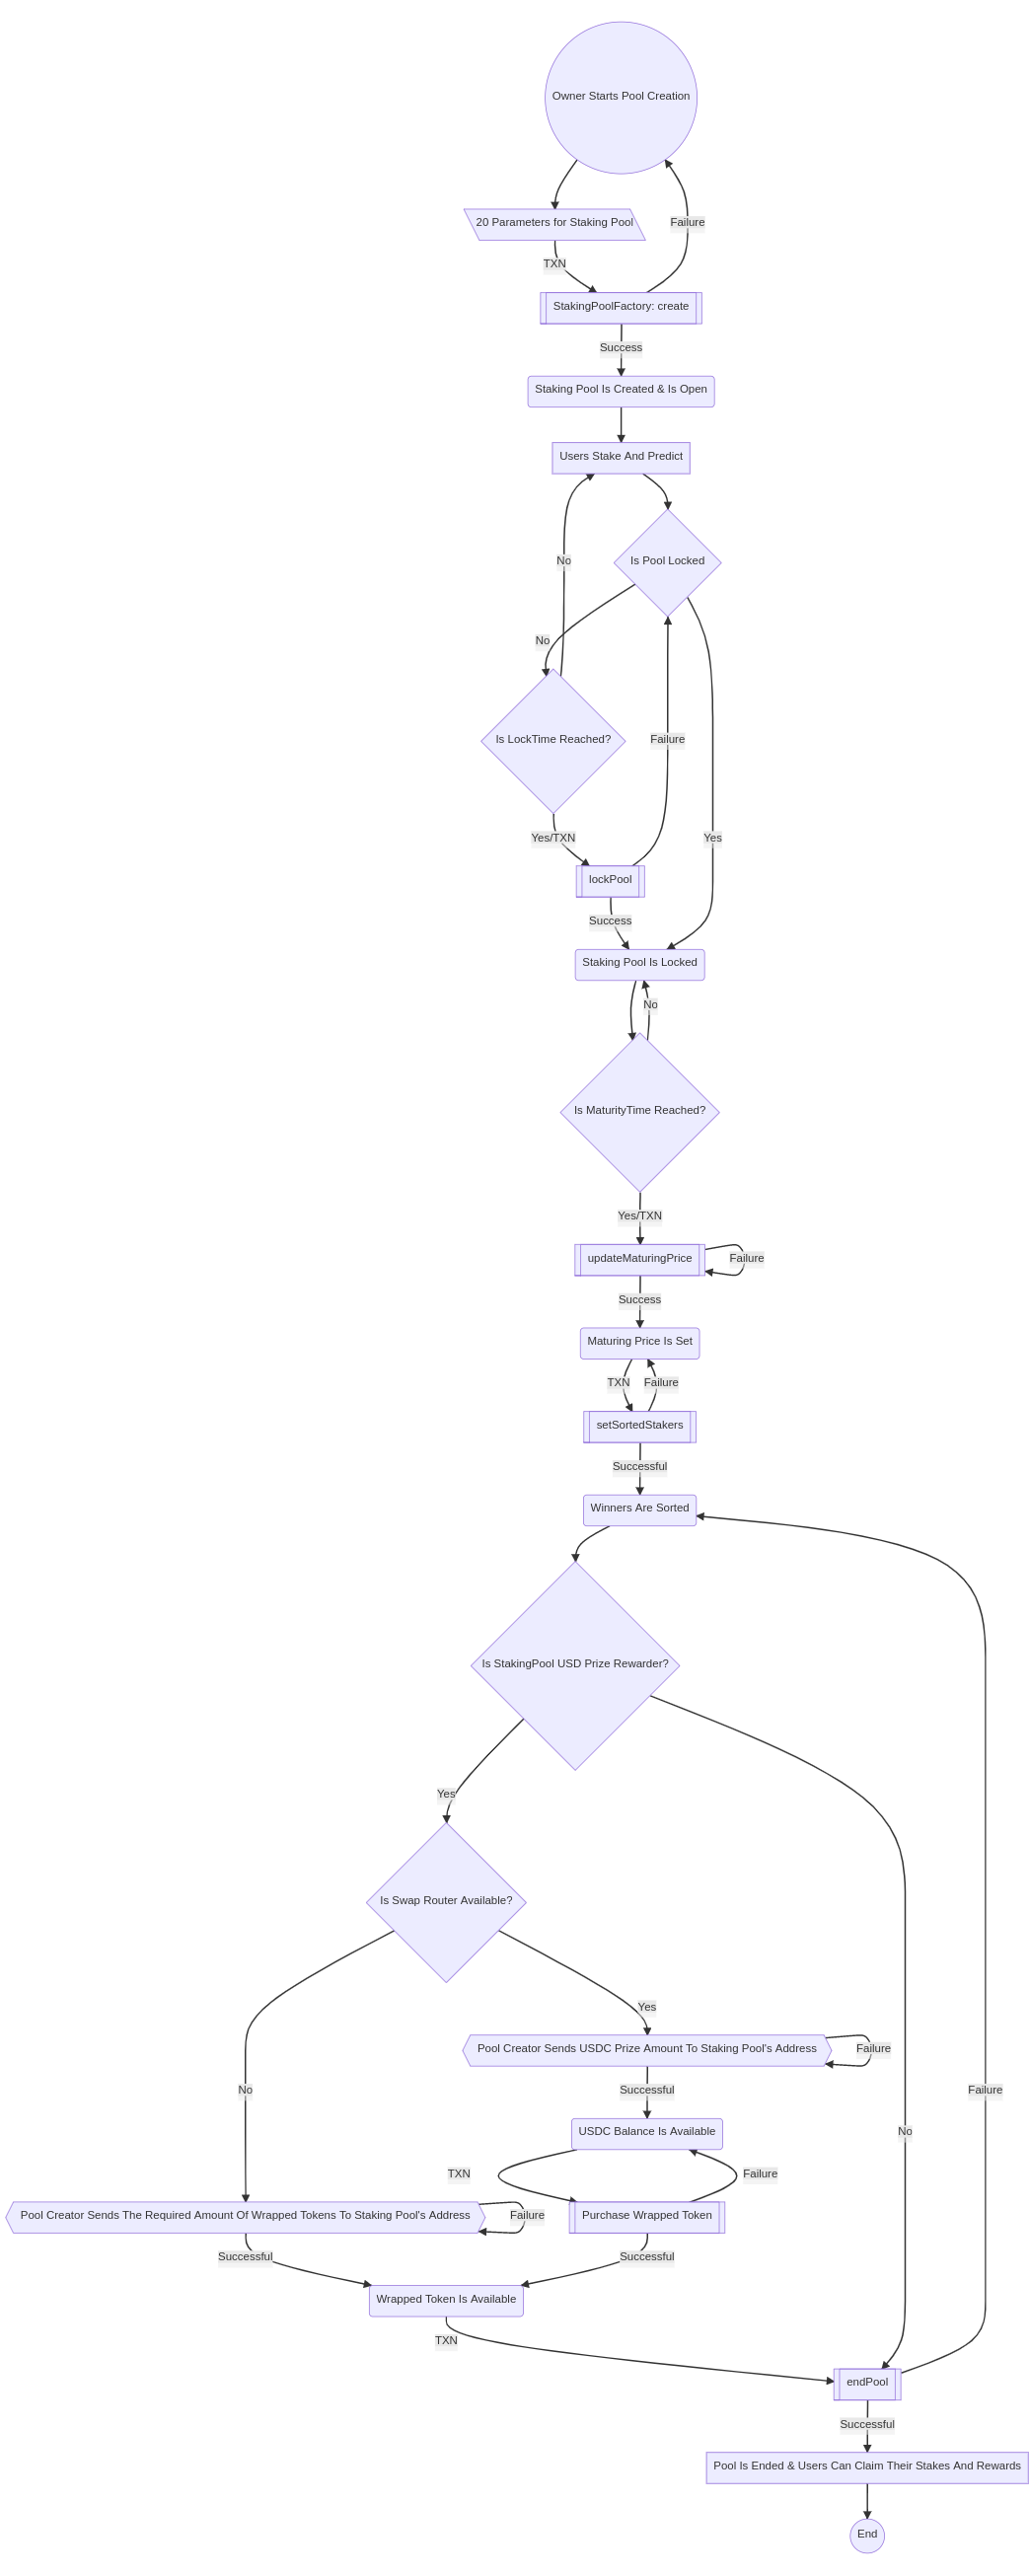 Owner Starts Pool Creation
20 Parameters for Staking Pool
Failure
TXN
StakingPoolFactory: create
Success
Staking Pool Is Created & Is Open
Users Stake And Predict
No
Is Pool Locked
No
Is LockTime Reached?
Failure
Yes/TXN
Yes
lockPool
Success
Staking Pool Is Locked
No
Is MaturityTime Reached?
Yes/TXN
updateMaturingPrice
Failure
Success
Maturing Price Is Set
TXN
Failure
setSortedStakers
Successful
Winners Are Sorted
Is StakingPool USD Prize Rewarder?
Yes
Is Swap Router Available?
Yes
Pool Creator Sends USDC Prize Amount To Staking Pool's Address
Failure
No
Successful
Failure
USDC Balance Is Available
No
TXN
Failure
Pool Creator Sends The Required Amount Of Wrapped Tokens To Staking Pool's Address
Failure
Purchase Wrapped Token
Successful
Successful
Wrapped Token Is Available
TXN
endPool
Successful
Pool Is Ended & Users Can Claim Their Stakes And Rewards
End